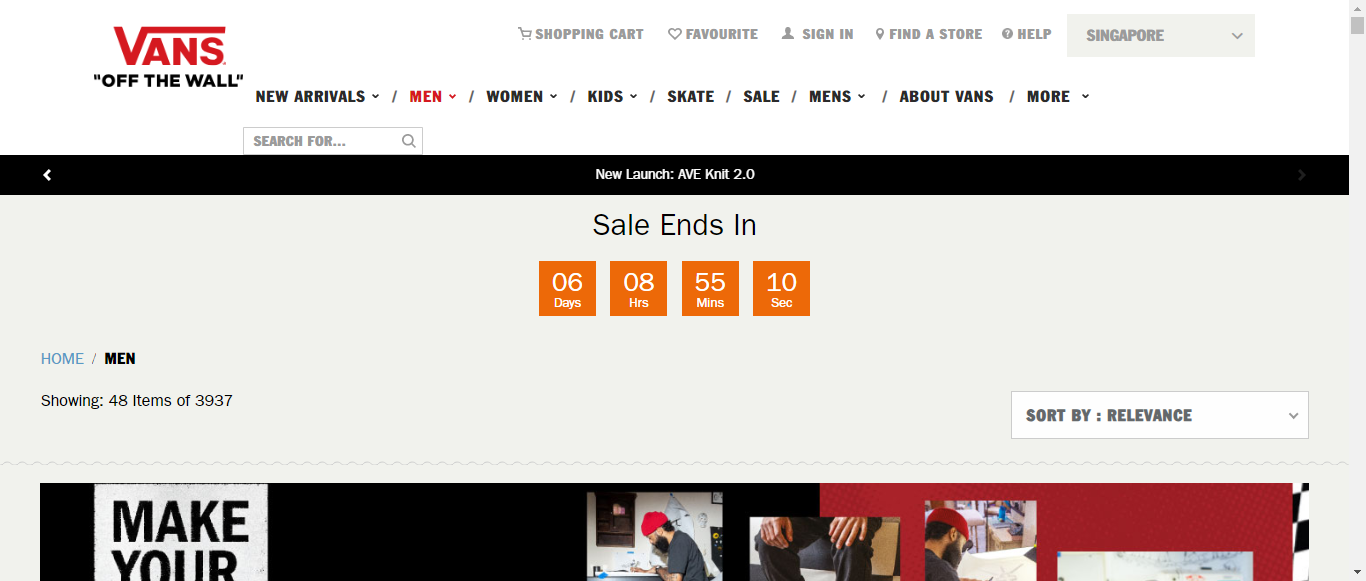 SHOPPING CART FAVOURITE SIGN IN FIND A STORE HELP SINGAPORE
VANS
"OFF THE WALL"
NEW ARRIVALS / MEN / WOMEN / KIDS / SKATE / SALE / MENS / ABOUT VANS / MORE
SEARCH FOR...
New Launch: AVE Knit 2.0
Sale Ends In
06 08 55 10
Days Hrs Mins Sec
HOME / MEN
Showing: 48 Items of 3937
SORT BY : RELEVANCE
MAKE
YOUR